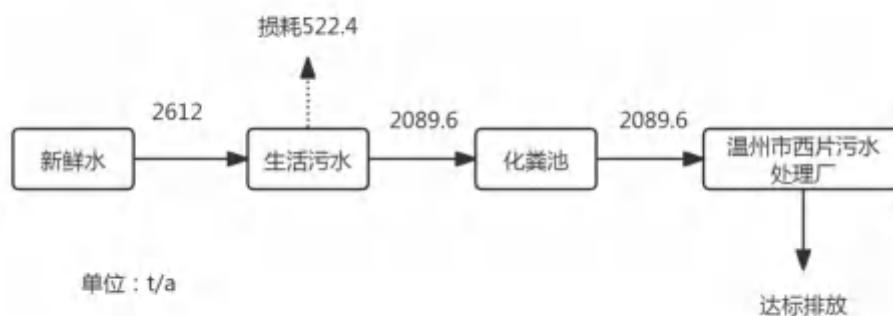 损耗522.4
2612
2089.6
2089.6
新鲜水
生活污水
化粪池
温州市西片污水
处理厂
单位：t/a
达标排放